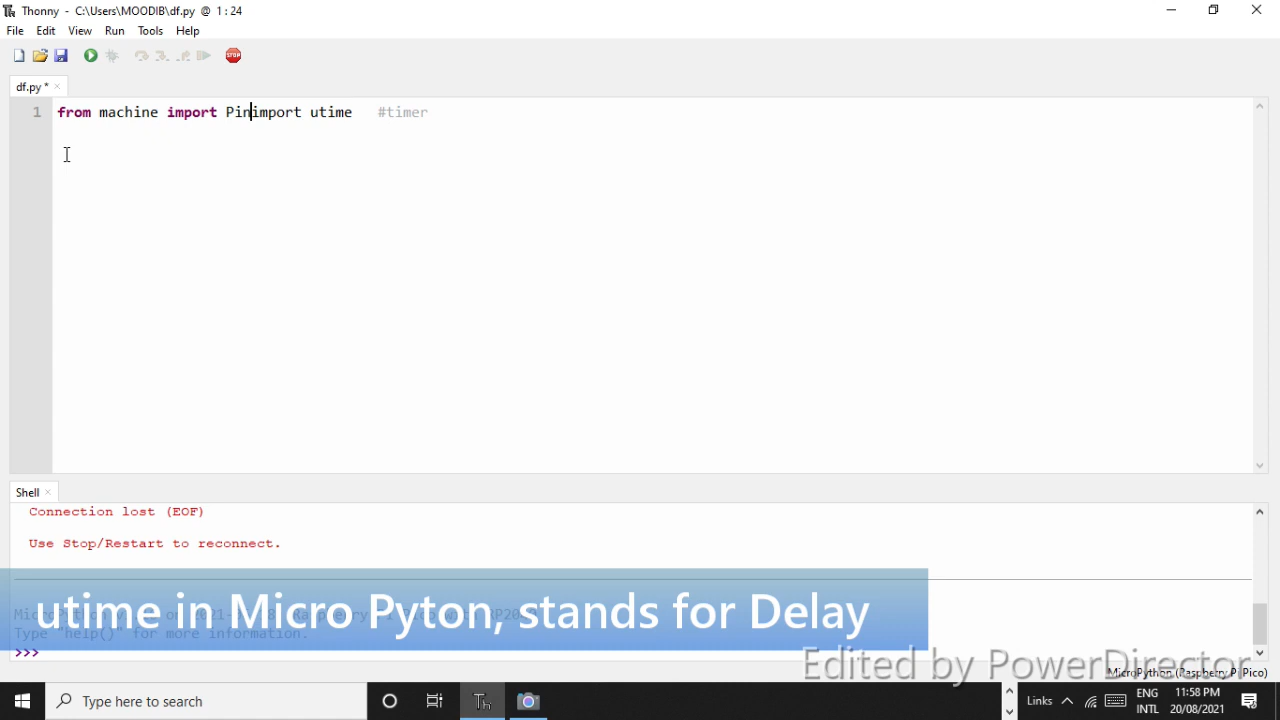 Thonny - C:\Users\MOODIB\df.py @ 1:24
File Edit View Run Tools Help
STOP
df.py *
1 from machine import Pinimport utime #timer
Shell
Connection lost (EOF)
Use Stop/Restart to reconnect.
Type "help()" for more information.
utime in Micro Pyton, stands for Delay
>>>
Edited by PowerDirector
MicroPython (Raspberry Pi Pico)
Type here to search
Th
Links
ENG
INTL
11:58 PM
20/08/2021